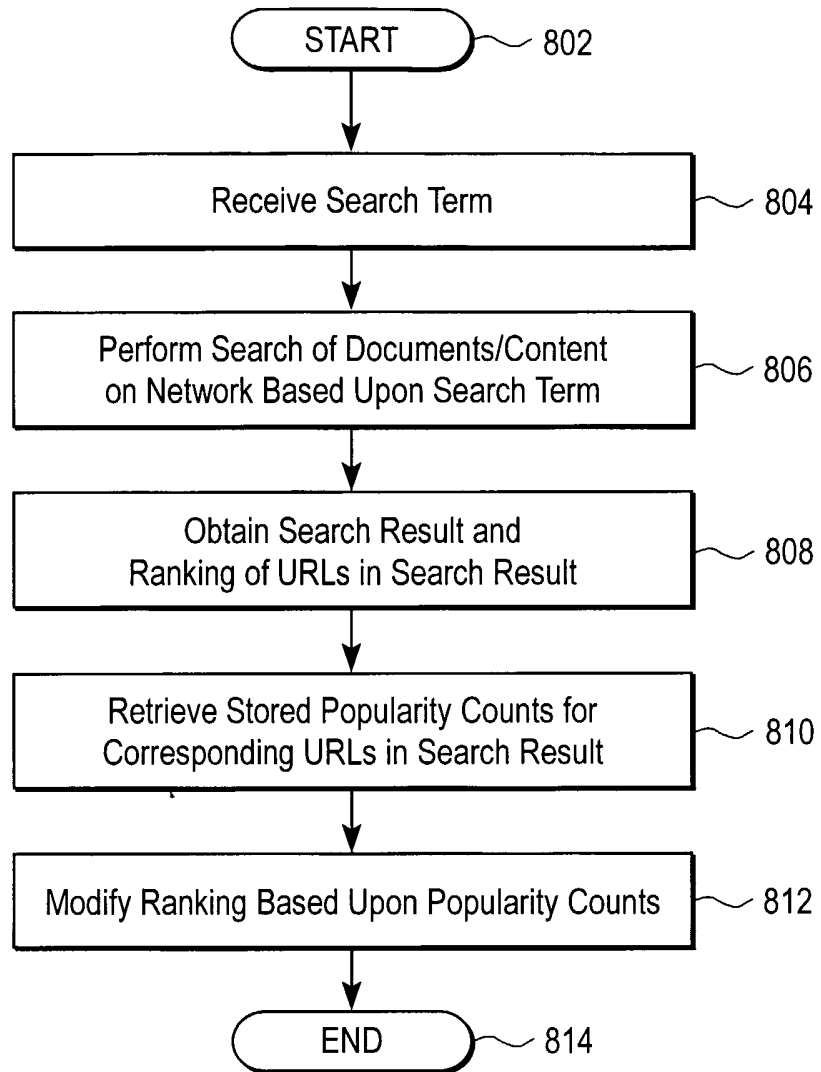 START
802
Receive Search Term
804
Perform Search of Documents/Content
on Network Based Upon Search Term
806
Obtain Search Result and
Ranking of URLs in Search Result
808
Retrieve Stored Popularity Counts for
Corresponding URLs in Search Result
810
Modify Ranking Based Upon Popularity Counts
812
END
814